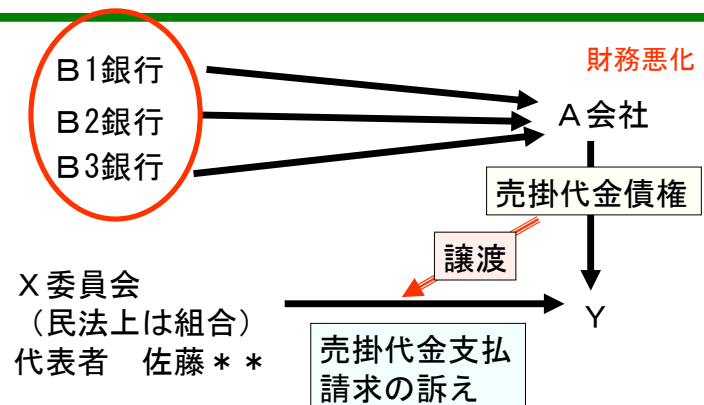 財務悪化
Ｂ1銀行
Ｂ2銀行
Ｂ3銀行
Ａ会社
売掛代金債権
譲渡
Ｘ委員会
（民法上は組合）
代表者　佐藤＊＊
Ｙ
売掛代金支払
請求の訴え